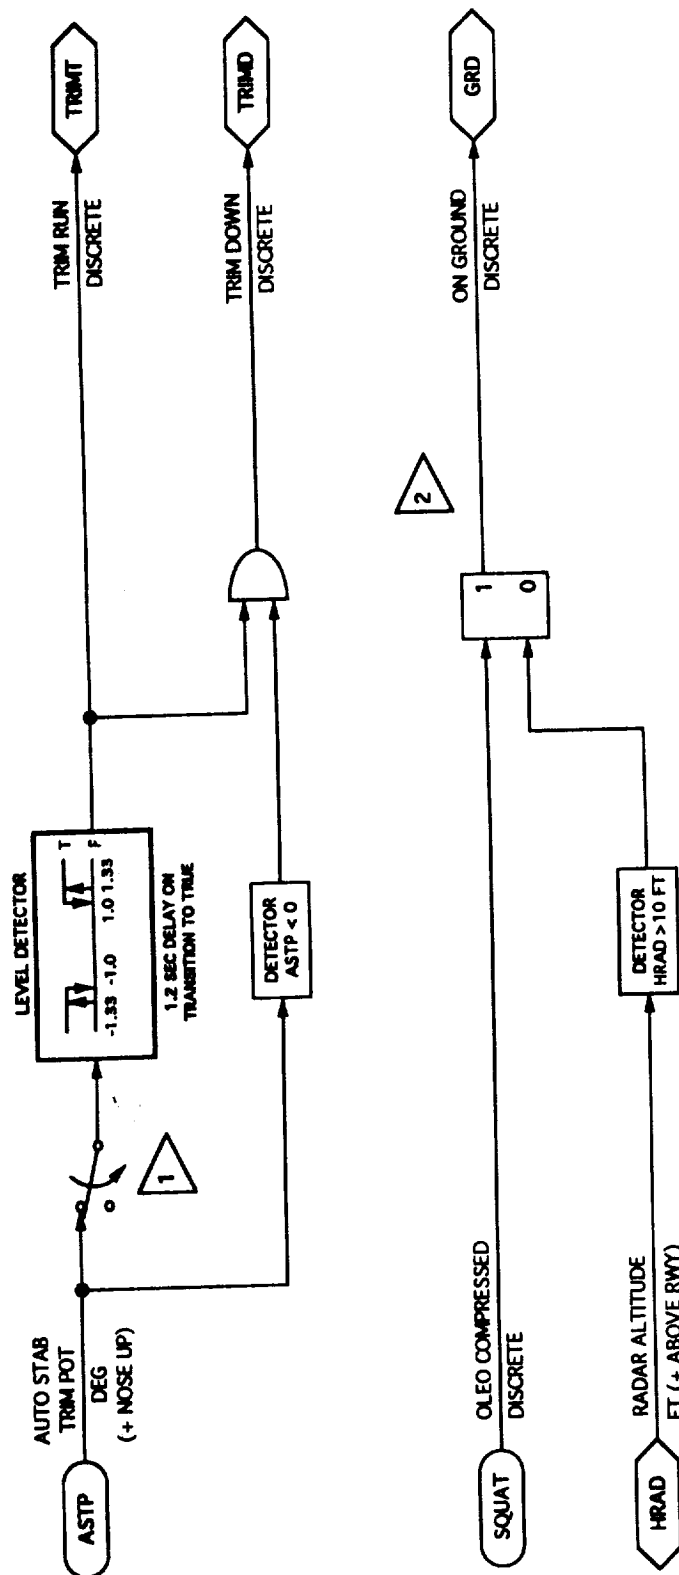 ASTP
AUTO STAB
TRIM POT
DEG
(+ NOSE UP)
1
LEVEL DETECTOR
T
F
-1.33 -1.0 1.0 1.33
1.2 SEC DELAY ON
TRANSITION TO TRUE
DETECTOR
ASTP < 0
TRIM RUN
DISCRETE
TRIMT
TRIM DOWN
DISCRETE
TRIMD
SQUAT
OLEO COMPRESSED
DISCRETE
1
0
2
ON GROUND
DISCRETE
GRD
HRAD
RADAR ALTITUDE
FT (+ ABOVE RWY)
DETECTOR
HRAD > 10 FT